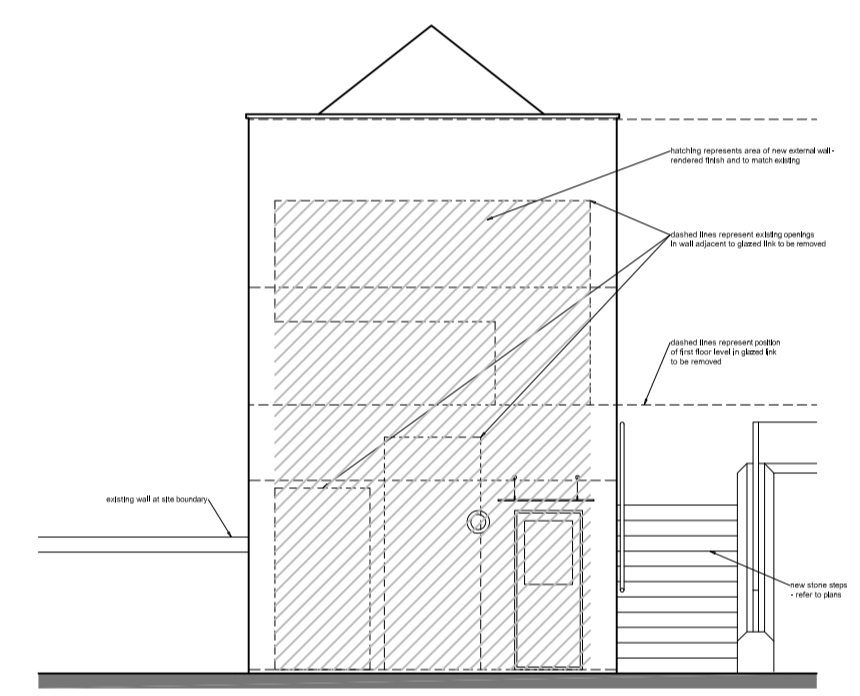 hatching represents area of new external wall -
rendered finish and to match existing
dashed lines represent existing openings
in wall adjacent to glazed link to be removed
dashed lines represent position
of first floor level in glazed link
to be removed
existing wall at site boundary
new stone steps
- refer to plans